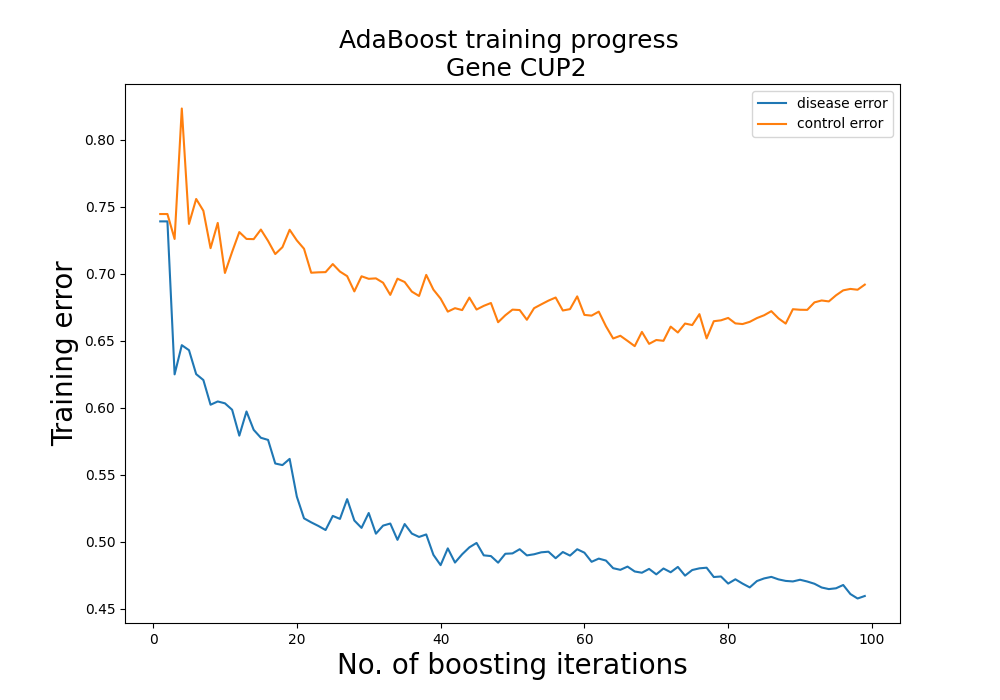 AdaBoost training progress
Gene CUP2
disease error
control error
Training error
0.80
0.75
0.70
0.65
0.60
0.55
0.50
0.45
0
20
40
60
80
100
No. of boosting iterations